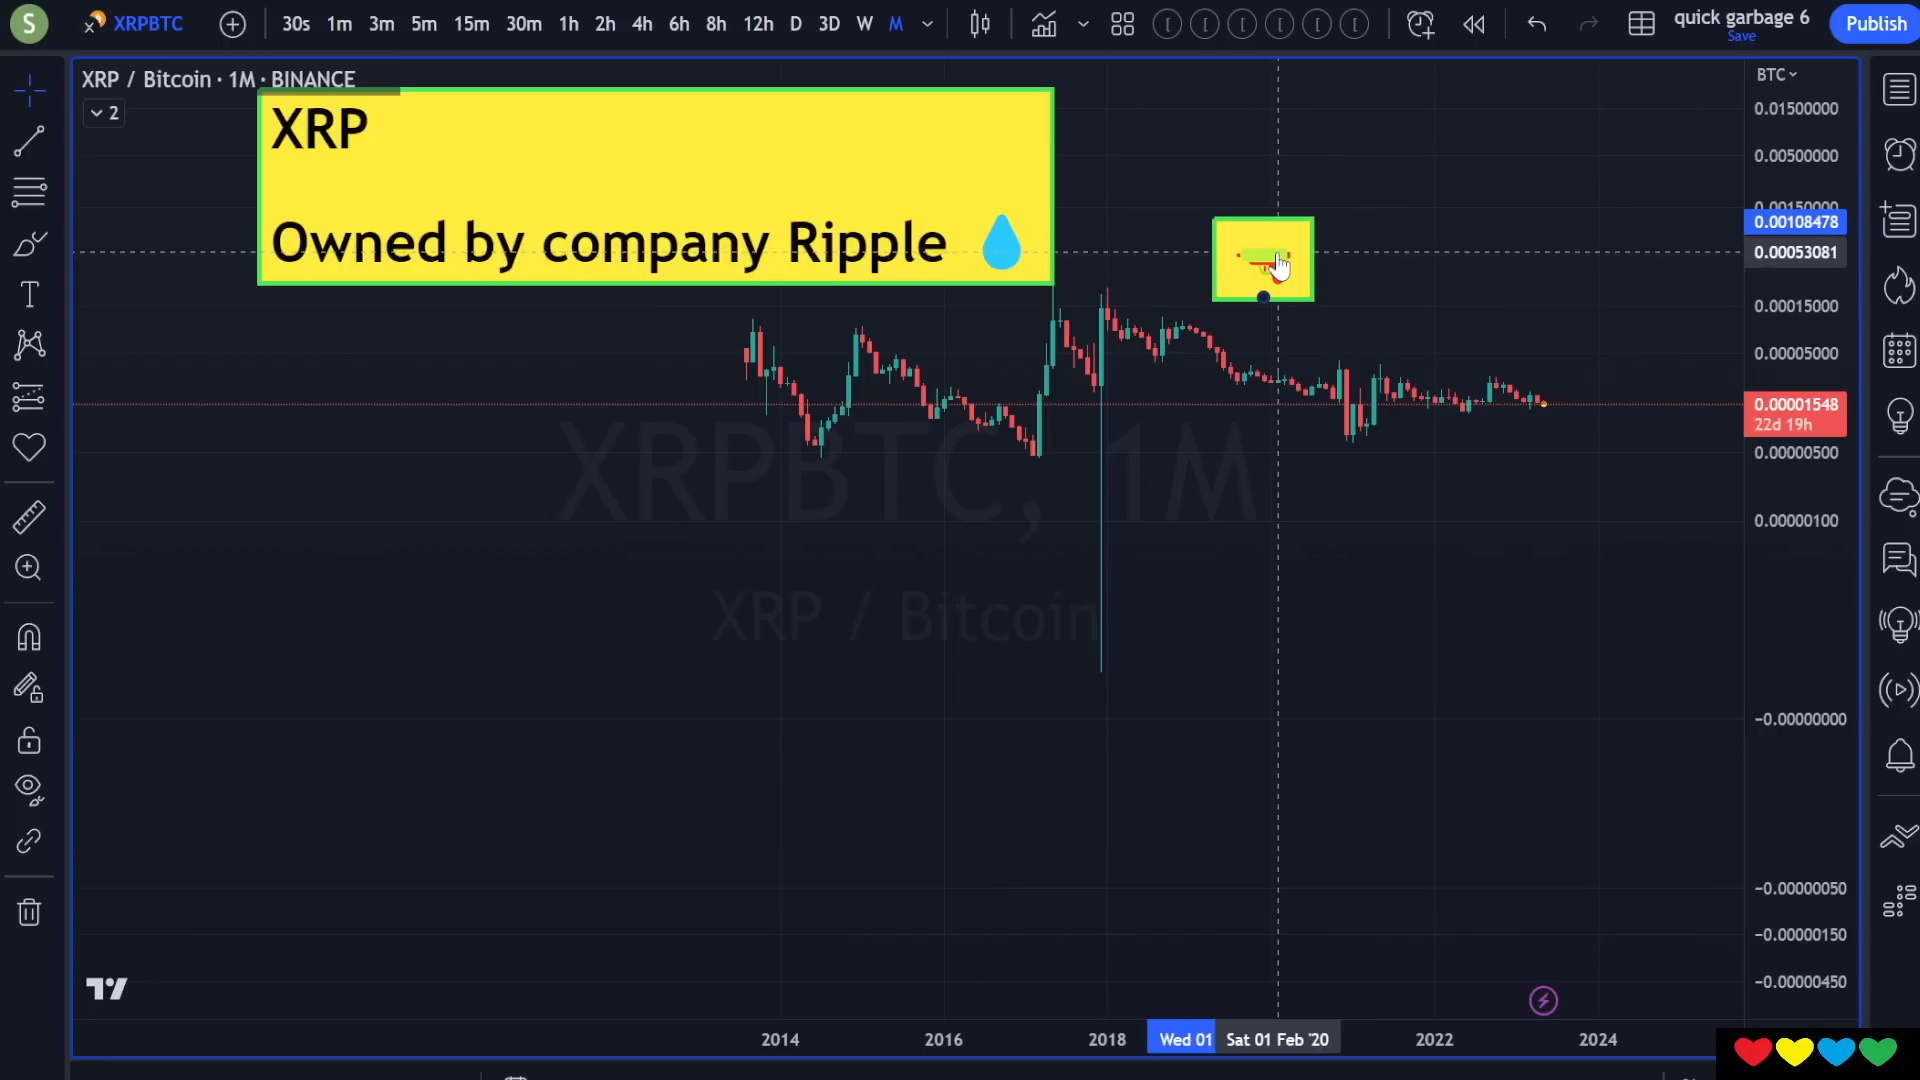 S
XRPBTC
30s 1m 3m 5m 15m 30m 1h 2h 4h 6h 8h 12h D 3D W M
quick garbage 6
Save
Publish
XRP / Bitcoin · 1M · BINANCE
2
XRP
Owned by company Ripple
BTC
0.01500000
0.00500000
0.00150000
0.00108478
0.00053081
0.00015000
0.00005000
0.00001548
22d 19h
0.00000500
0.00000100
−0.00000000
−0.00000050
−0.00000150
−0.00000450
XRPBTC, 1M
XRP / Bitcoin
2014 2016 2018 Wed 01 Sat 01 Feb '20 2022 2024